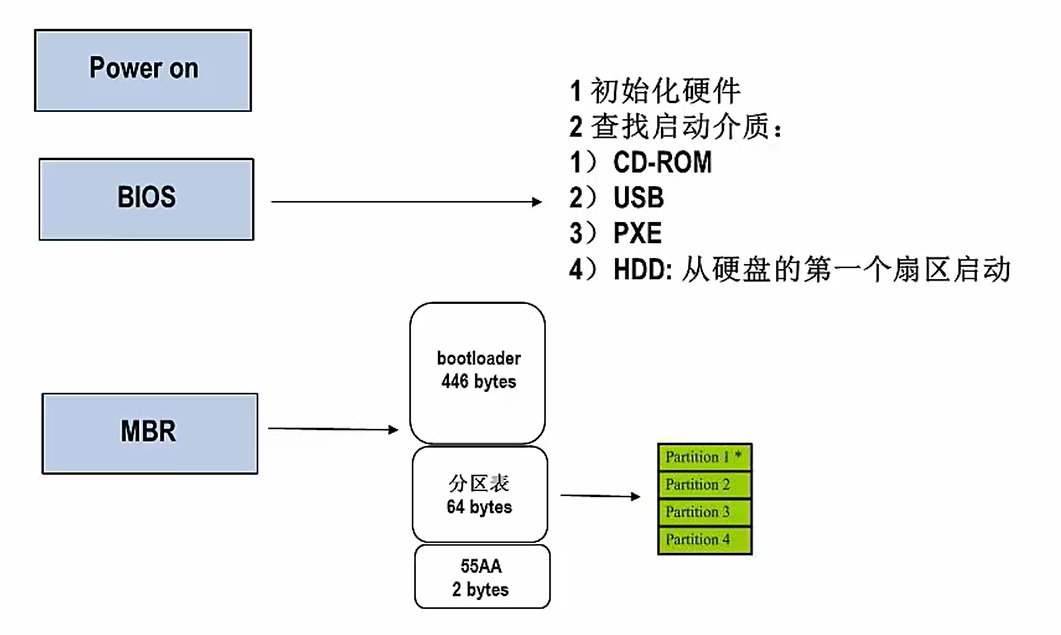 Power on
BIOS
1 初始化硬件
2 查找启动介质：
1）CD-ROM
2）USB
3）PXE
4）HDD: 从硬盘的第一个扇区启动
MBR
bootloader
446 bytes
分区表
64 bytes
55AA
2 bytes
Partition 1 *
Partition 2
Partition 3
Partition 4